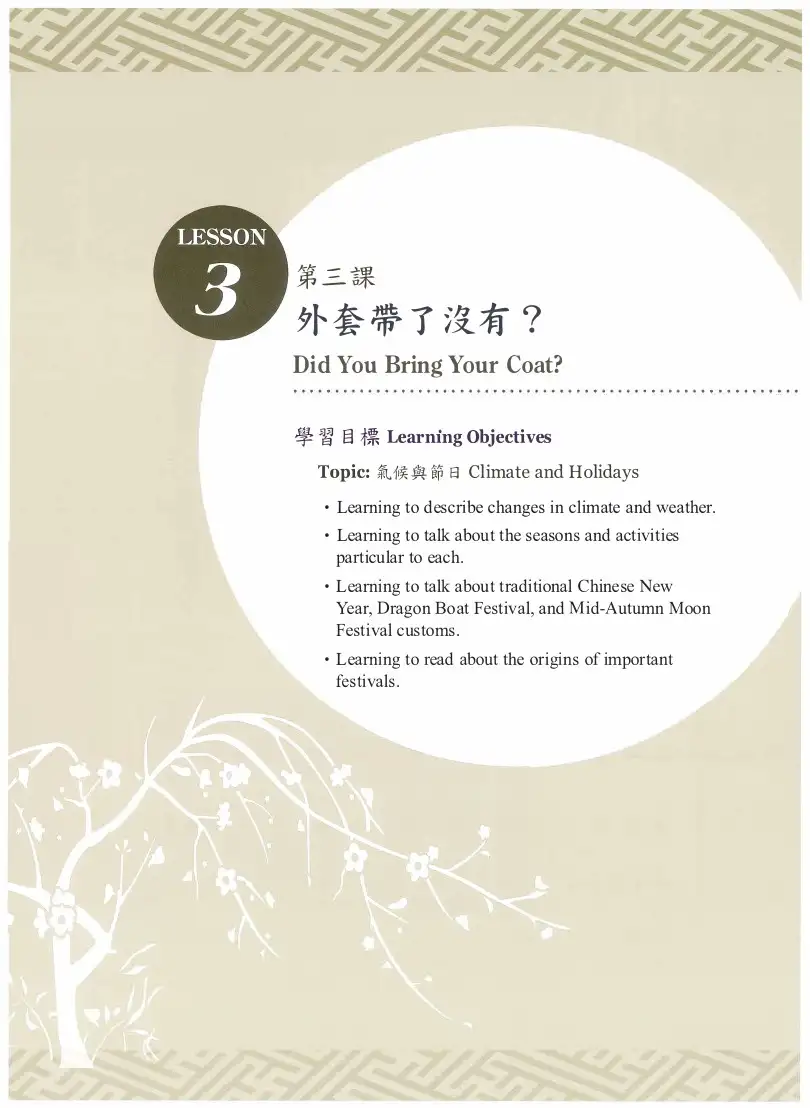 LESSON
3
第三課
外套帶了沒有？
Did You Bring Your Coat?
學習目標 Learning Objectives
Topic: 氣候與節日 Climate and Holidays
• Learning to describe changes in climate and weather.
• Learning to talk about the seasons and activities
particular to each.
• Learning to talk about traditional Chinese New
Year, Dragon Boat Festival, and Mid-Autumn Moon
Festival customs.
• Learning to read about the origins of important
festivals.